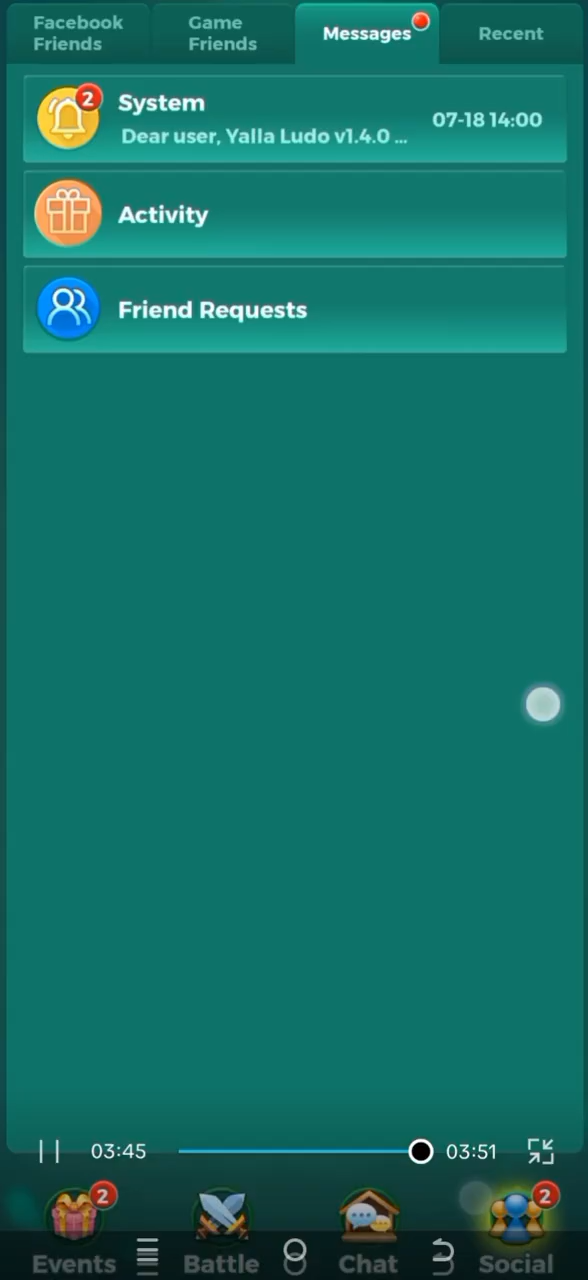 Facebook
Friends
Game
Friends
Messages
Recent
2
System
07-18 14:00
Dear user, Yalla Ludo v1.4.0 ...
Activity
Friend Requests
03:45
03:51
2
2
Events
Battle
Chat
Social